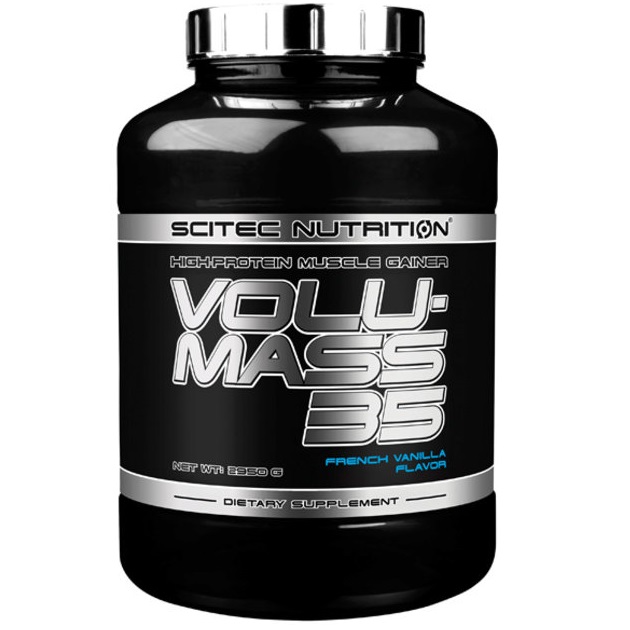 SCITEC NUTRITION®
HIGH-PROTEIN MUSCLE GAINER
VOLU-
MASS
35
FRENCH VANILLA
FLAVOR
NET WT: 2950 G
DIETARY SUPPLEMENT